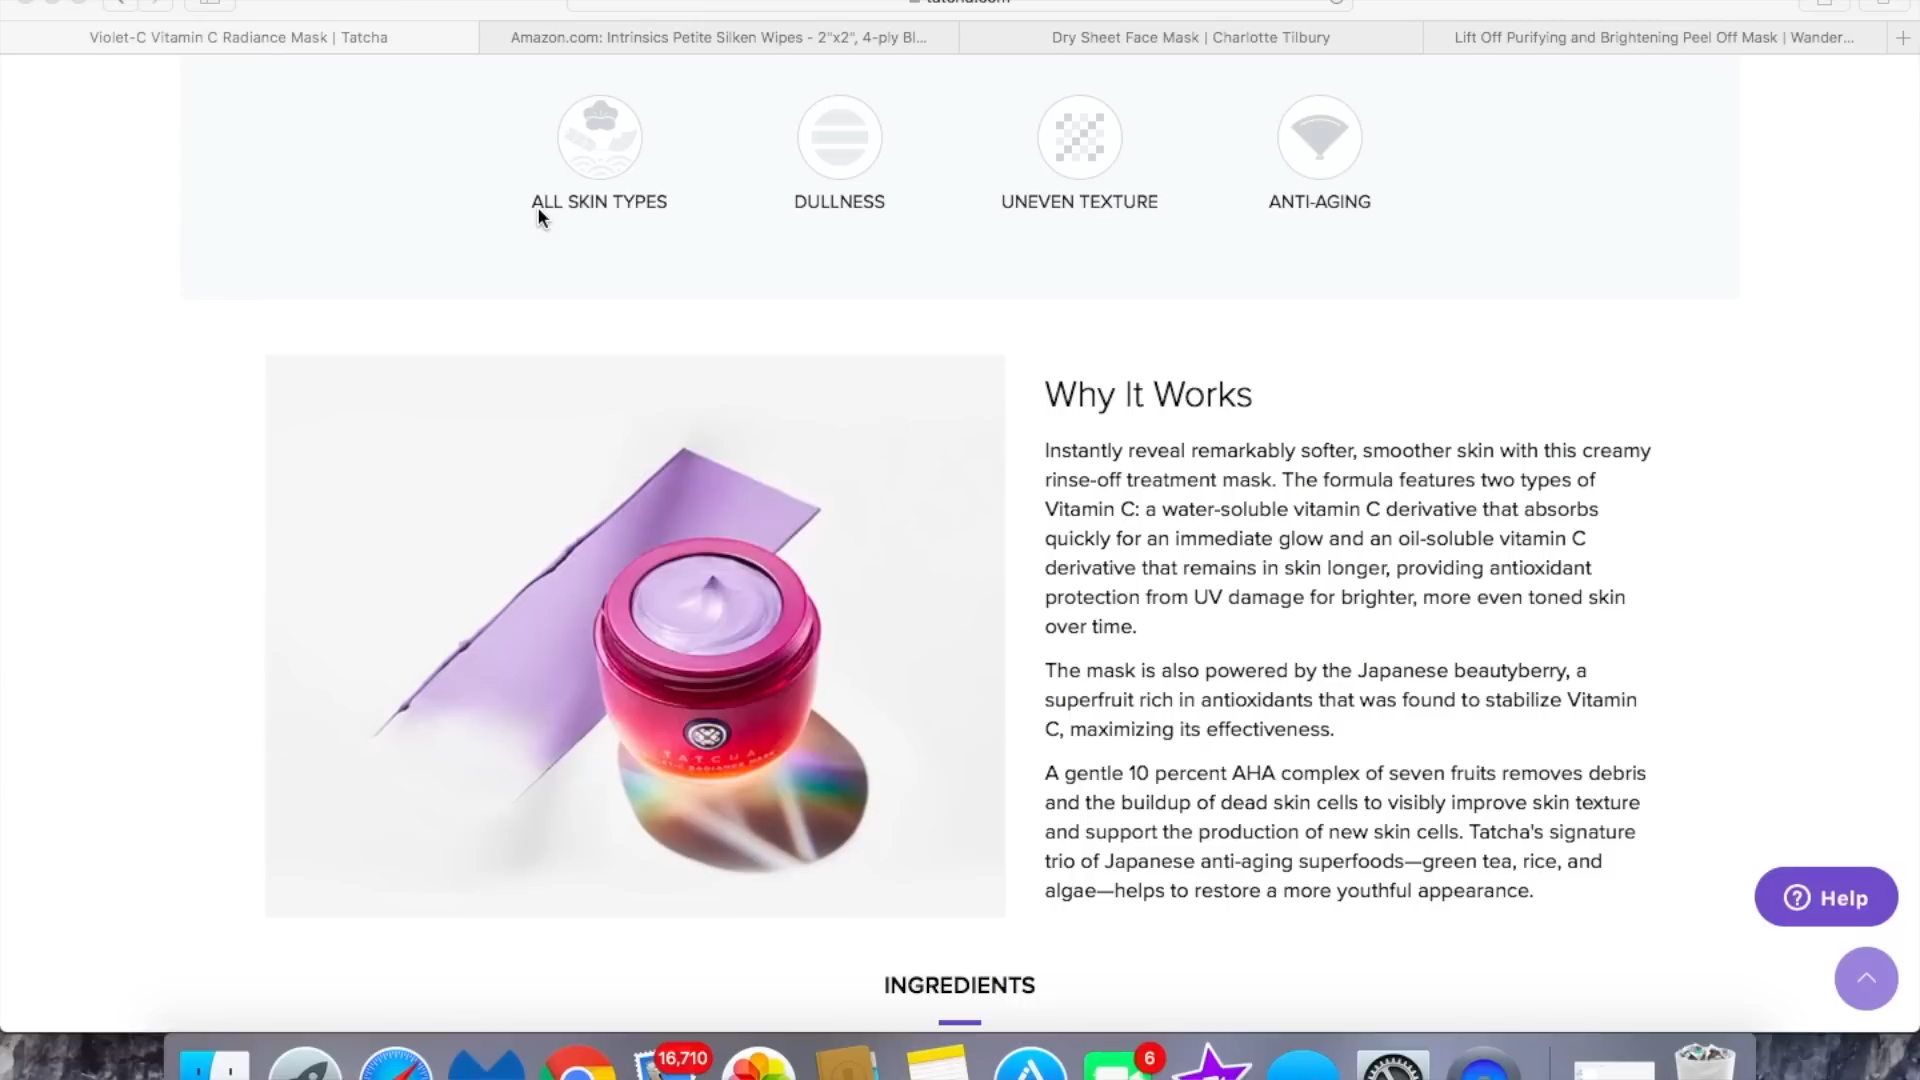 tatcha.com
Violet-C Vitamin C Radiance Mask | Tatcha
Amazon.com: Intrinsics Petite Silken Wipes - 2"x2", 4-ply Bl...
Dry Sheet Face Mask | Charlotte Tilbury
Lift Off Purifying and Brightening Peel Off Mask | Wander...
ALL SKIN TYPES
DULLNESS
UNEVEN TEXTURE
ANTI-AGING
Why It Works
Instantly reveal remarkably softer, smoother skin with this creamy
rinse-off treatment mask. The formula features two types of
Vitamin C: a water-soluble vitamin C derivative that absorbs
quickly for an immediate glow and an oil-soluble vitamin C
derivative that remains in skin longer, providing antioxidant
protection from UV damage for brighter, more even toned skin
over time.
The mask is also powered by the Japanese beautyberry, a
superfruit rich in antioxidants that was found to stabilize Vitamin
C, maximizing its effectiveness.
A gentle 10 percent AHA complex of seven fruits removes debris
and the buildup of dead skin cells to visibly improve skin texture
and support the production of new skin cells. Tatcha's signature
trio of Japanese anti-aging superfoods—green tea, rice, and
algae—helps to restore a more youthful appearance.
TATCHA
RADIANCE MASK
Help
INGREDIENTS
16,710
6